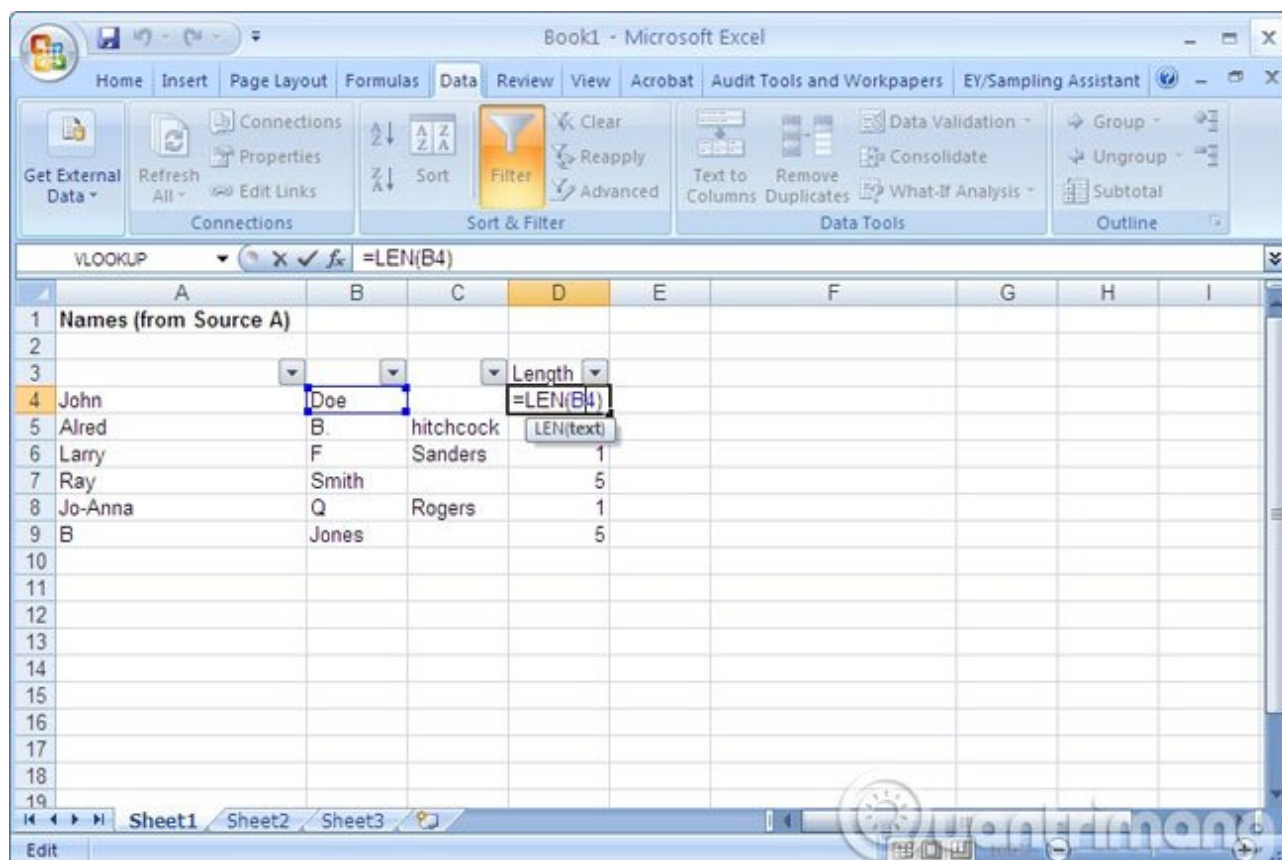 Book1 - Microsoft Excel
Home Insert Page Layout Formulas Data Review View Acrobat Audit Tools and Workpapers EY/Sampling Assistant
Get External Data
Refresh All
Connections
Properties
Edit Links
Connections
Sort
Filter
Clear
Reapply
Advanced
Sort & Filter
Text to Columns
Remove Duplicates
Data Validation
Consolidate
What-If Analysis
Data Tools
Group
Ungroup
Subtotal
Outline
VLOOKUP fx =LEN(B4)
A B C D E F G H I
1 Names (from Source A)
2
3 Length
4 John Doe =LEN(B4)
5 Alred B. hitchcock LEN(text)
6 Larry F Sanders 1
7 Ray Smith 5
8 Jo-Anna Q Rogers 1
9 B Jones 5
10
11
12
13
14
15
16
17
18
19
Sheet1 Sheet2 Sheet3
Edit
Quantrimang